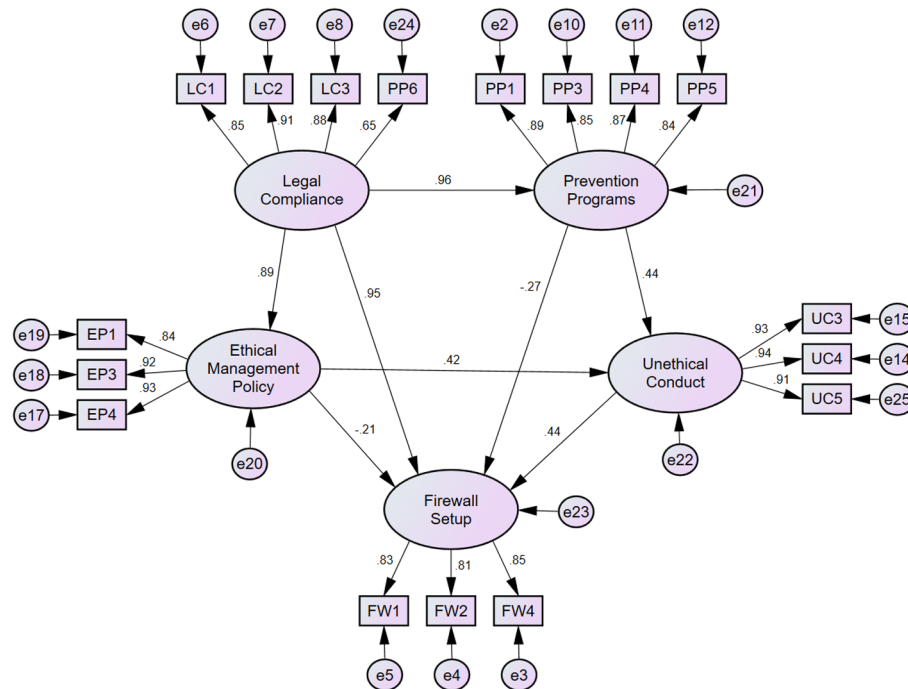 e6 e7 e8 e24 e2 e10 e11 e12
LC1 LC2 LC3 PP6 PP1 PP3 PP4 PP5
.85 .91 .88 .65 .89 .85 .87 .84
Legal
Compliance
.96
Prevention
Programs
e21
.89
.95
-.27
.44
e19 EP1 .84
e18 EP3 .92
e17 EP4 .93
Ethical
Management
Policy
.42
Unethical
Conduct
.93 UC3 e15
.94 UC4 e14
.91 UC5 e25
e20
-.21
.44
e22
Firewall
Setup
e23
.83 .81 .85
FW1 FW2 FW4
e5 e4 e3